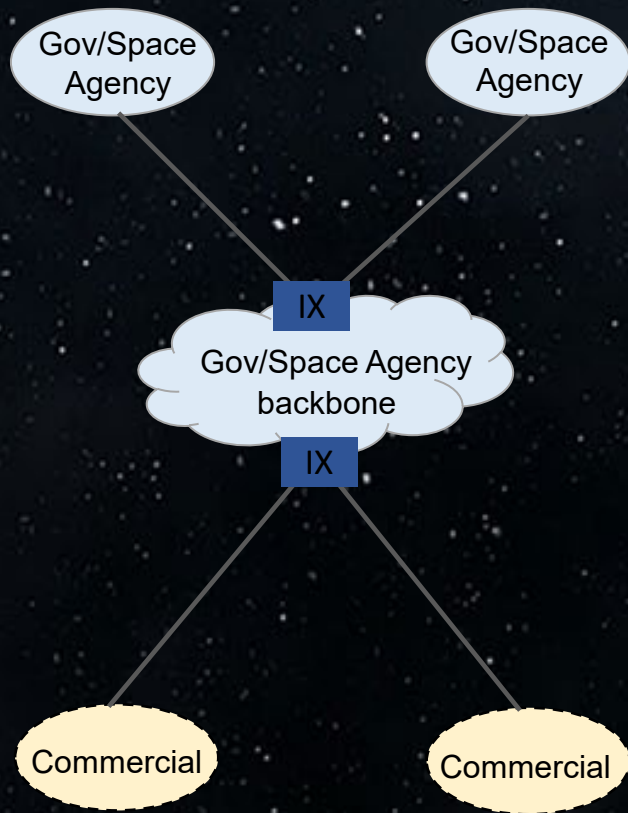 Gov/Space
Agency
Gov/Space
Agency
IX
Gov/Space Agency
backbone
IX
Commercial
Commercial